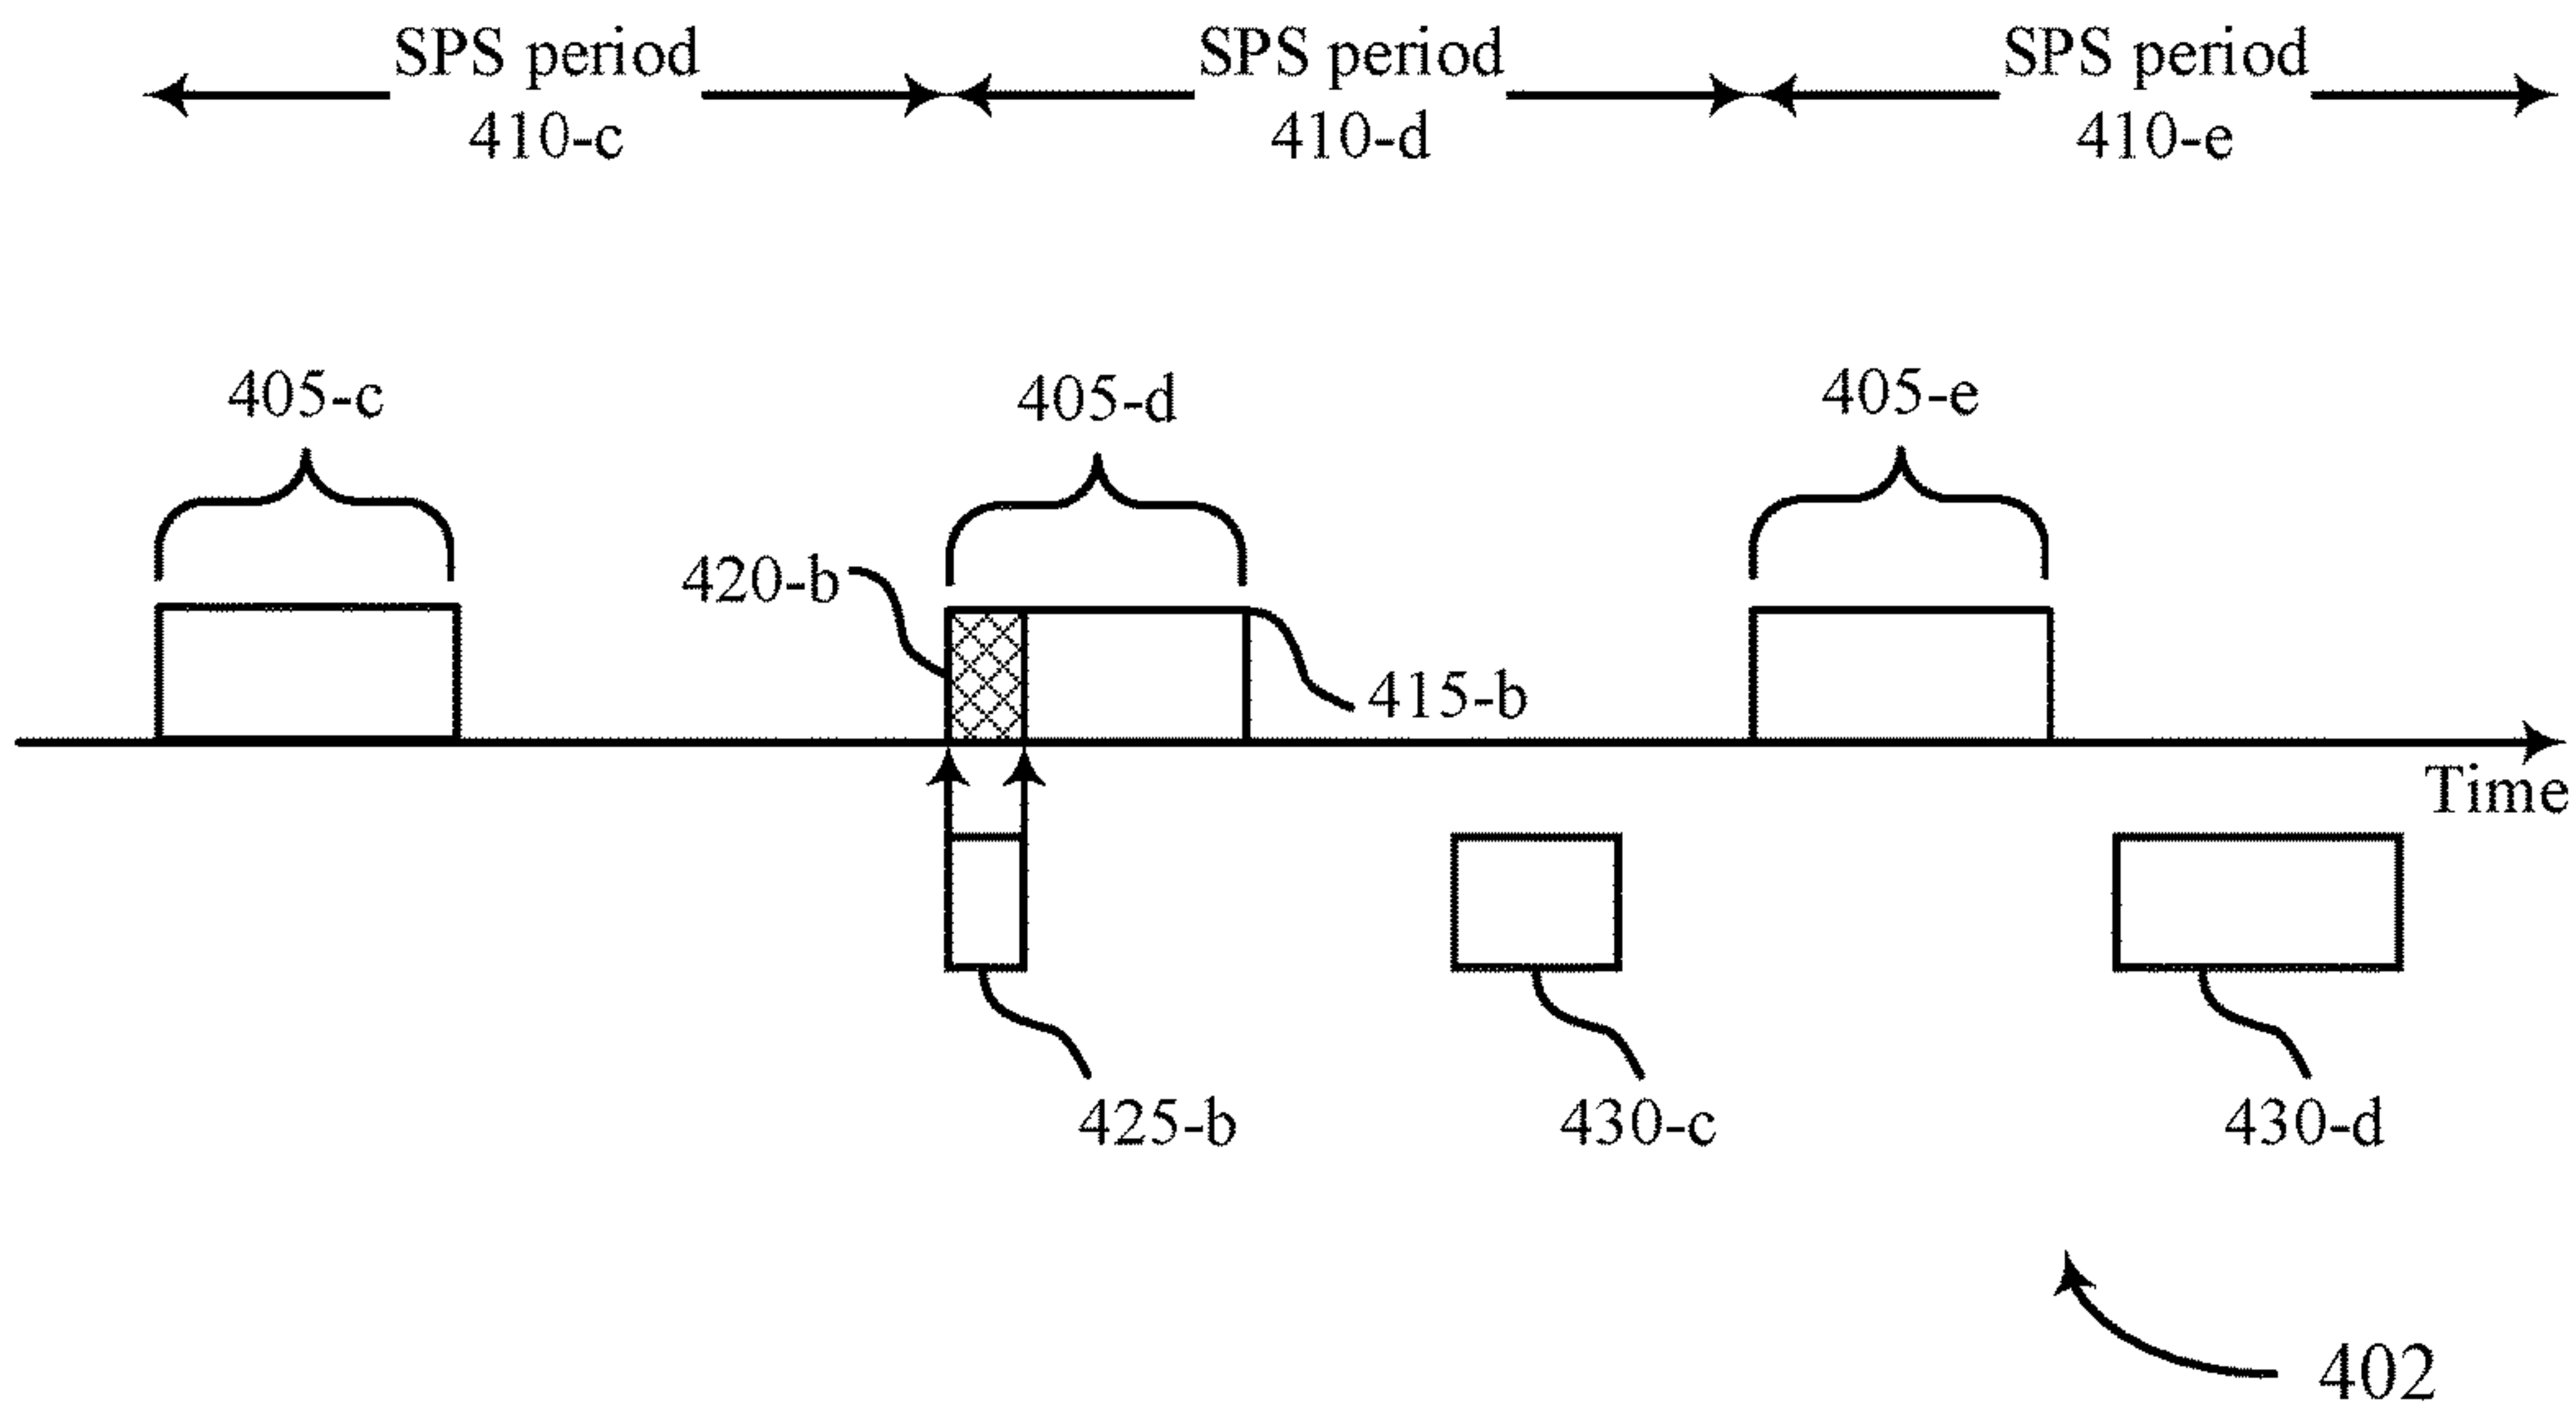 SPS period
410-c
SPS period
410-d
SPS period
410-e
405-c
405-d
405-e
420-b
415-b
Time
425-b
430-c
430-d
402